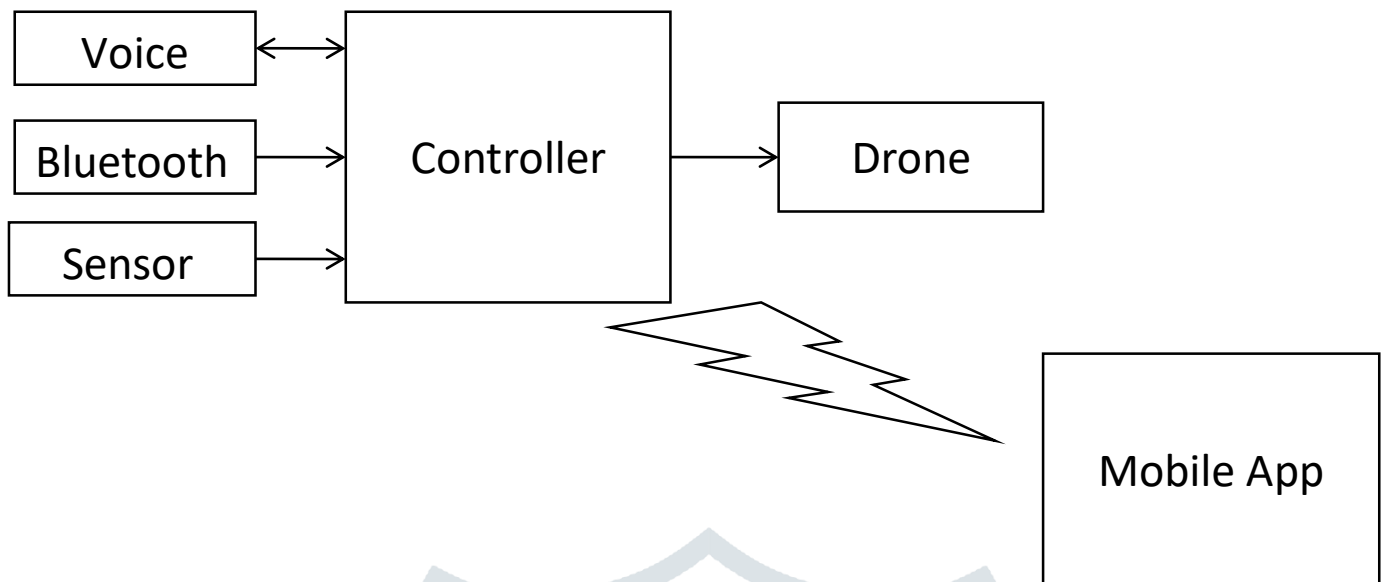 Voice
Bluetooth
Sensor
Controller
Drone
Mobile App